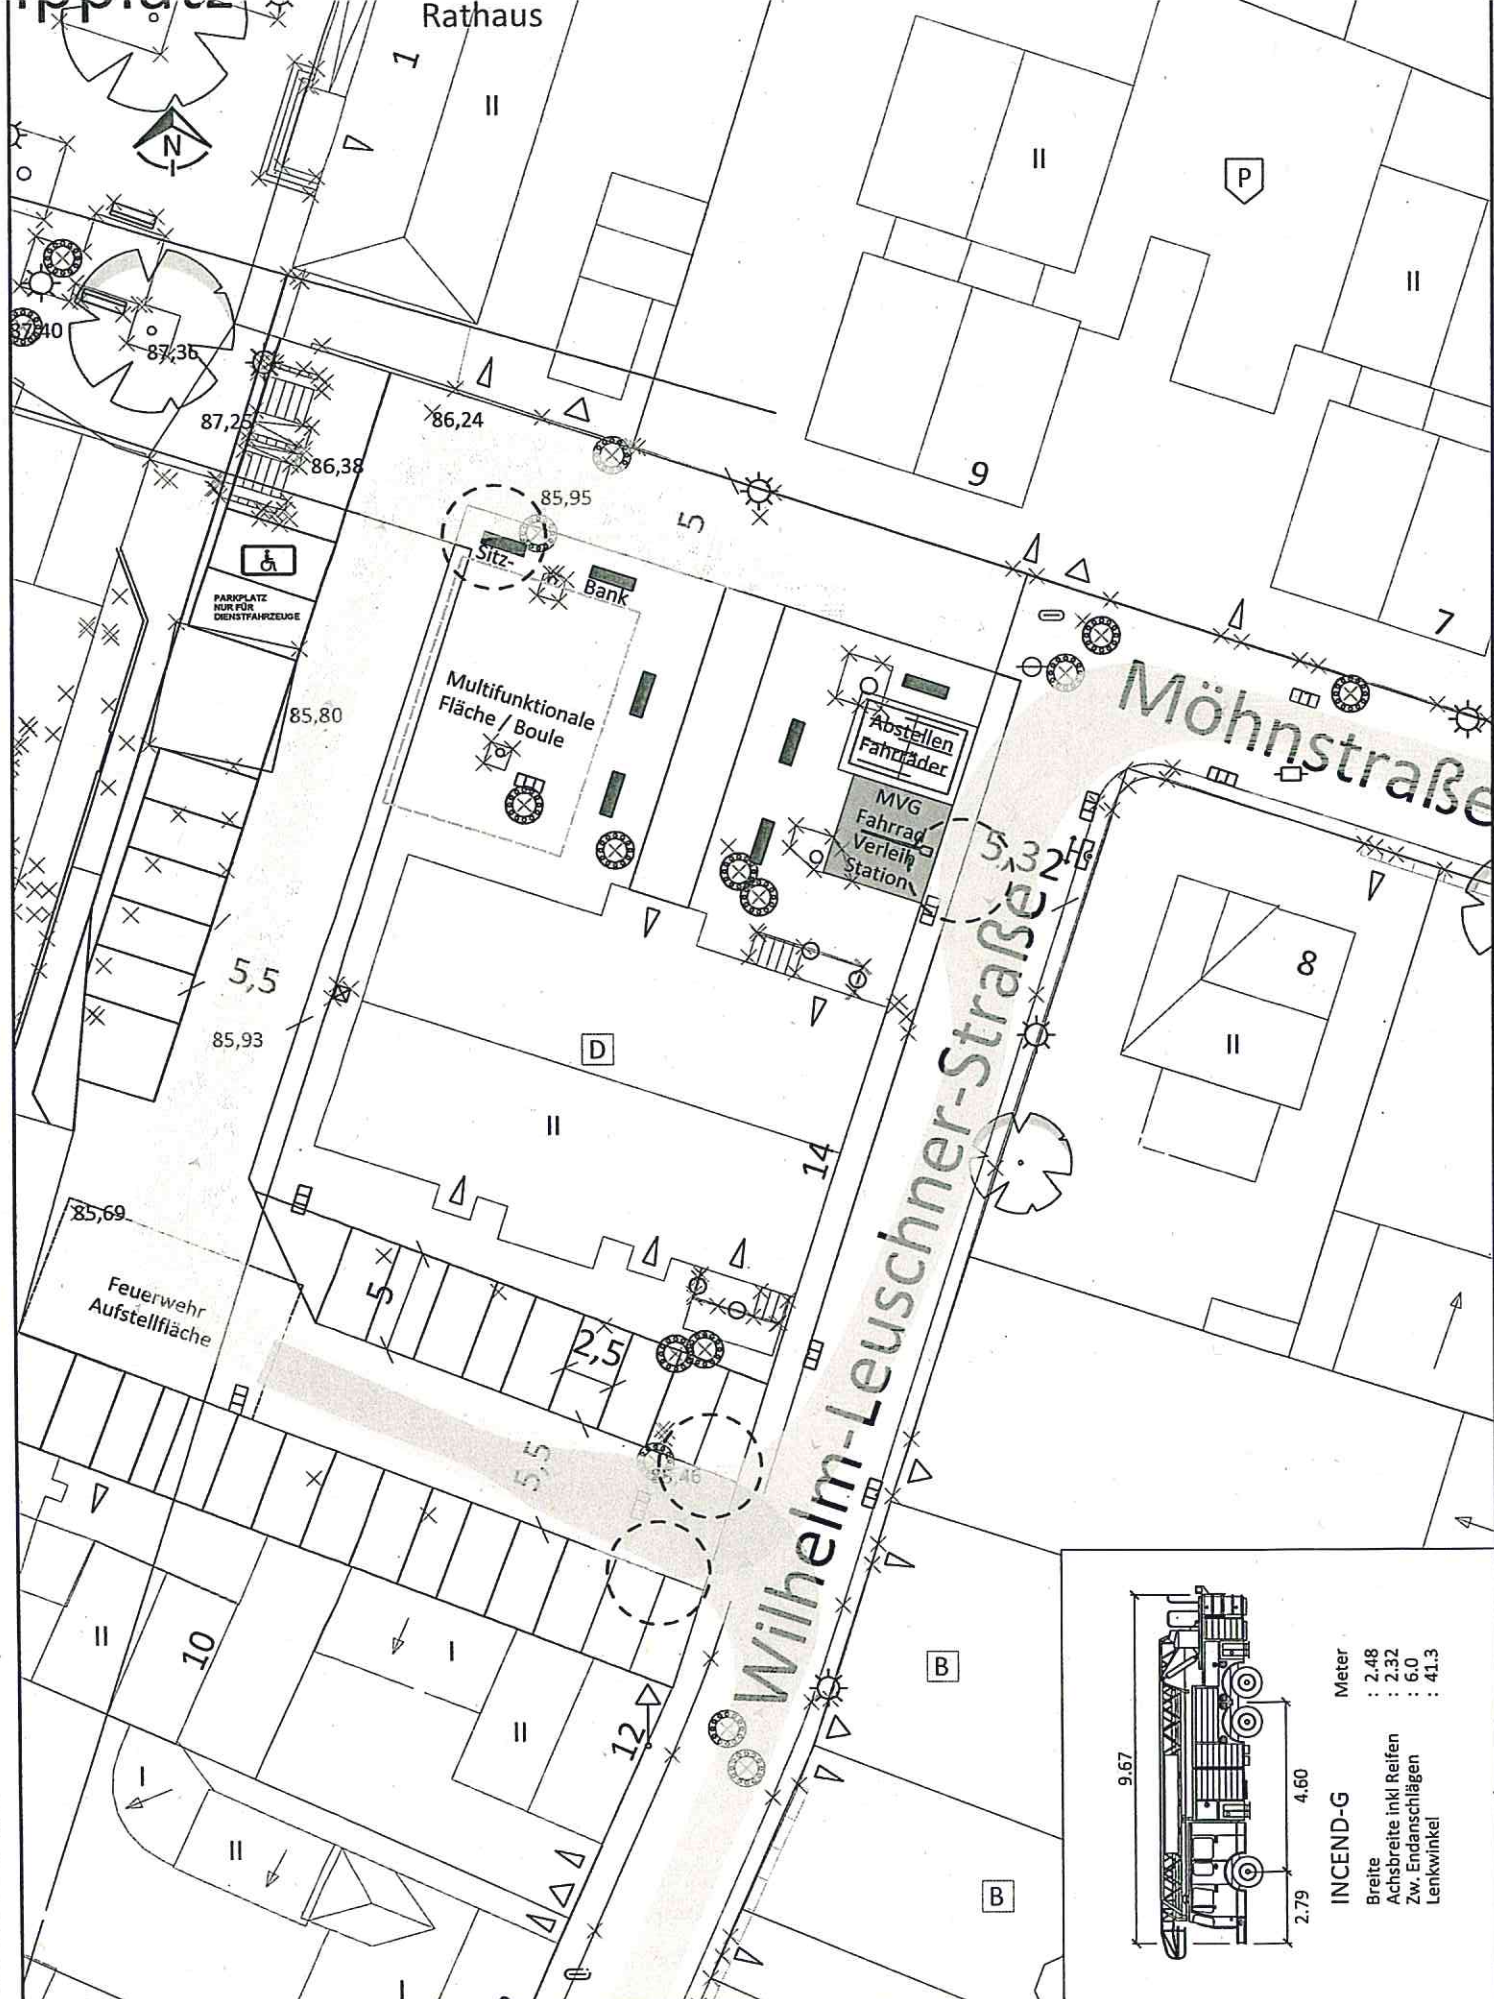 Rathaus
1
II
II
P
II
N
87,40
87,36
87,25
86,38
86,24
85,95
5
9
7
Sitz-
Bank
PARKPLATZ
NUR FÜR
DIENSTFAHRZEUGE
85,80
Multifunktionale
Fläche / Boule
Abstellen
Fahrräder
MVG
Fahrrad
Verleih
Station
Möhnstraße
5,3
2
8
II
5,5
85,93
D
II
14
Wilhelm-Leuschner-Straße
85,69
Feuerwehr
Aufstellfläche
5
2,5
5,5
85,46
II
10
I
II
12
I
II
I
B
B
9.67
2.79
4.60
INCEND-G
Meter
Breite : 2.48
Achsbreite inkl Reifen : 2.32
Zw. Endanschlägen : 6.0
Lenkwinkel : 41.3